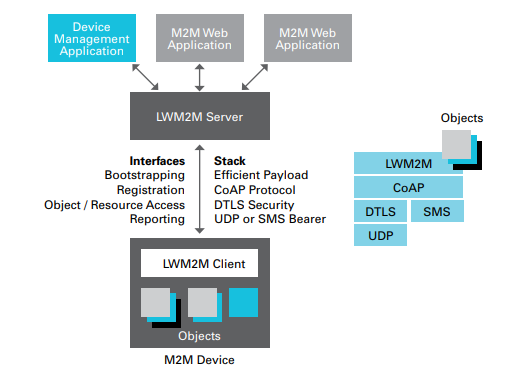 Device
Management
Application
M2M Web
Application
M2M Web
Application
LWM2M Server
Interfaces
Bootstrapping
Registration
Object / Resource Access
Reporting
Stack
Efficient Payload
CoAP Protocol
DTLS Security
UDP or SMS Bearer
LWM2M Client
Objects
M2M Device
Objects
LWM2M
CoAP
DTLS
SMS
UDP